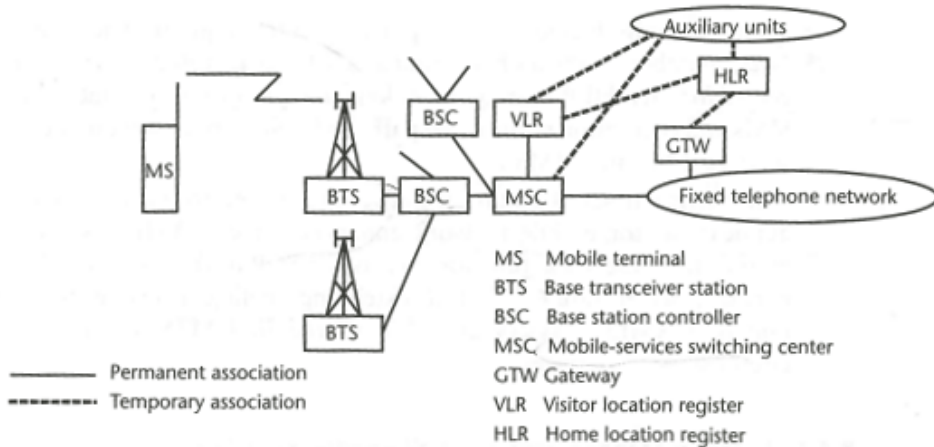 Auxiliary units
HLR
BSC
VLR
GTW
MS
BTS
BSC
MSC
Fixed telephone network
BTS
MS Mobile terminal
BTS Base transceiver station
BSC Base station controller
MSC Mobile-services switching center
GTW Gateway
VLR Visitor location register
HLR Home location register
Permanent association
Temporary association